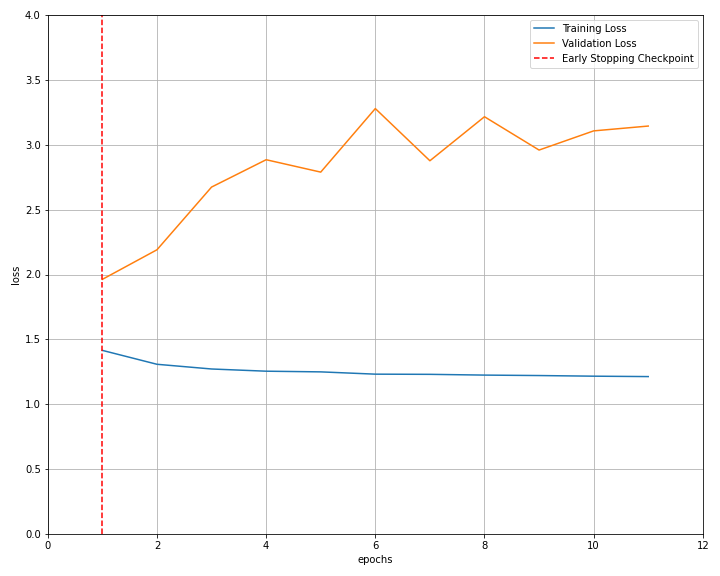 4.0
3.5
3.0
2.5
2.0
1.5
1.0
0.5
0.0
loss
Training Loss
Validation Loss
Early Stopping Checkpoint
0 2 4 6 8 10 12
epochs